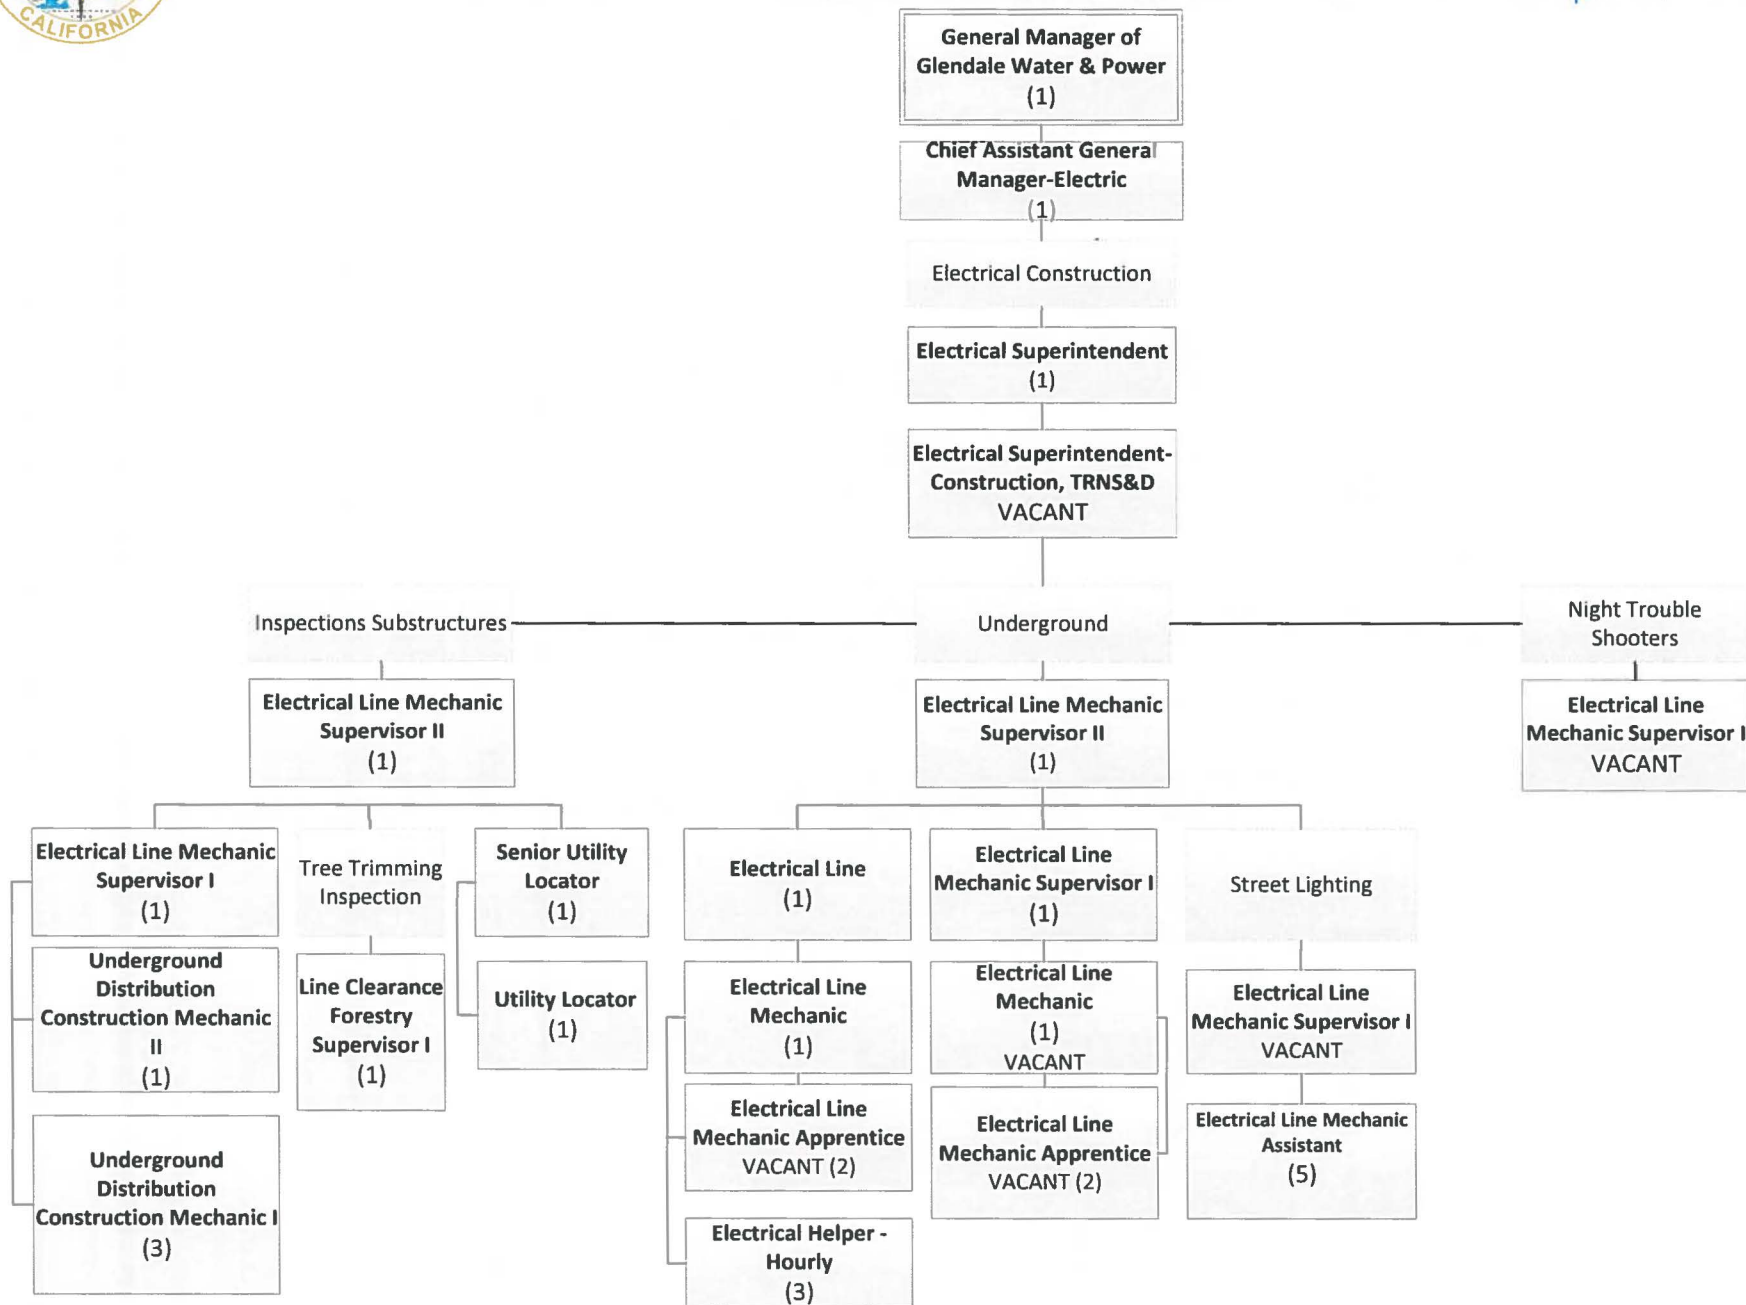 CALIFORNIA
General Manager of
Glendale Water & Power
(1)
Chief Assistant General
Manager-Electric
(1)
Electrical Construction
Electrical Superintendent
(1)
Electrical Superintendent-
Construction, TRNS&D
VACANT
Inspections Substructures
Underground
Night Trouble
Shooters
Electrical Line Mechanic
Supervisor II
(1)
Electrical Line Mechanic
Supervisor II
(1)
Electrical Line
Mechanic Supervisor I
VACANT
Electrical Line Mechanic
Supervisor I
(1)
Underground
Distribution
Construction Mechanic
II
(1)
Underground
Distribution
Construction Mechanic I
(3)
Tree Trimming
Inspection
Line Clearance
Forestry
Supervisor I
(1)
Senior Utility
Locator
(1)
Utility Locator
(1)
Electrical Line
(1)
Electrical Line
Mechanic
(1)
Electrical Line
Mechanic Apprentice
VACANT (2)
Electrical Helper -
Hourly
(3)
Electrical Line
Mechanic Supervisor I
(1)
Electrical Line
Mechanic
(1)
VACANT
Electrical Line
Mechanic Apprentice
VACANT (2)
Street Lighting
Electrical Line
Mechanic Supervisor I
VACANT
Electrical Line Mechanic
Assistant
(5)